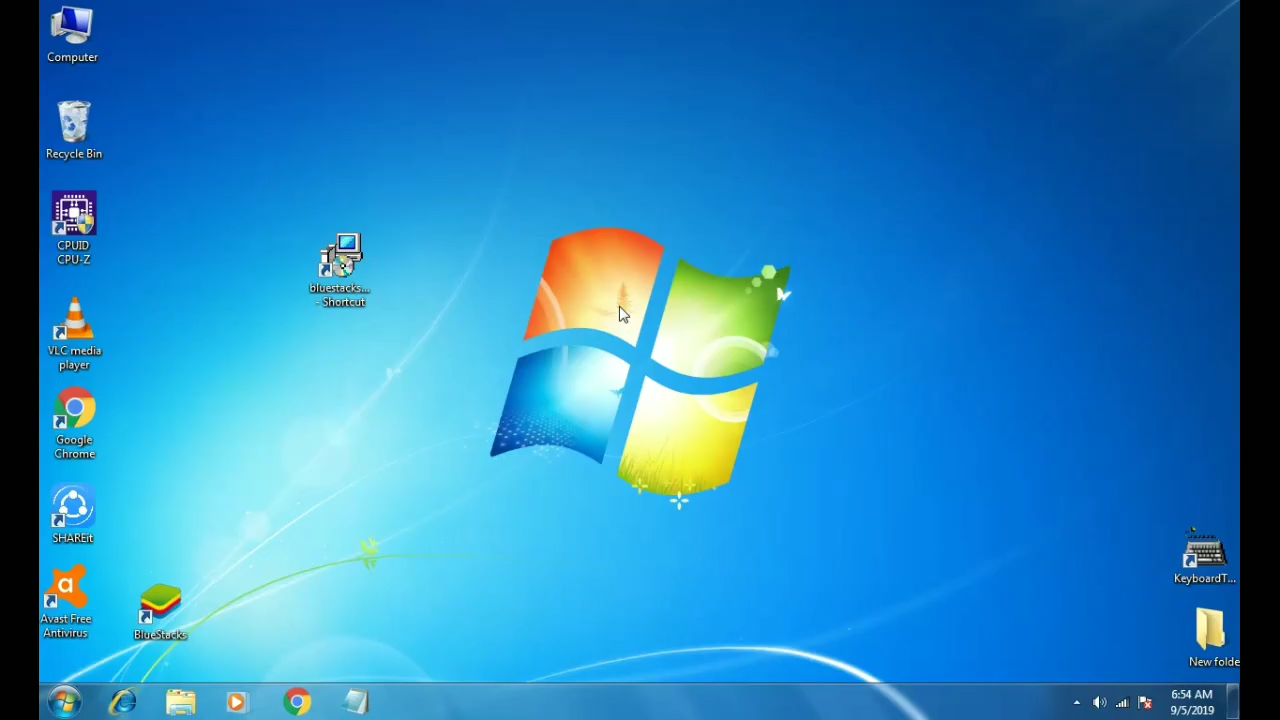 Computer
Recycle Bin
CPUID
CPU-Z
bluestacks...
- Shortcut
VLC media
player
Google
Chrome
SHAREit
Avast Free
Antivirus
BlueStacks
KeyboardT...
New folde
6:54 AM
9/5/2019